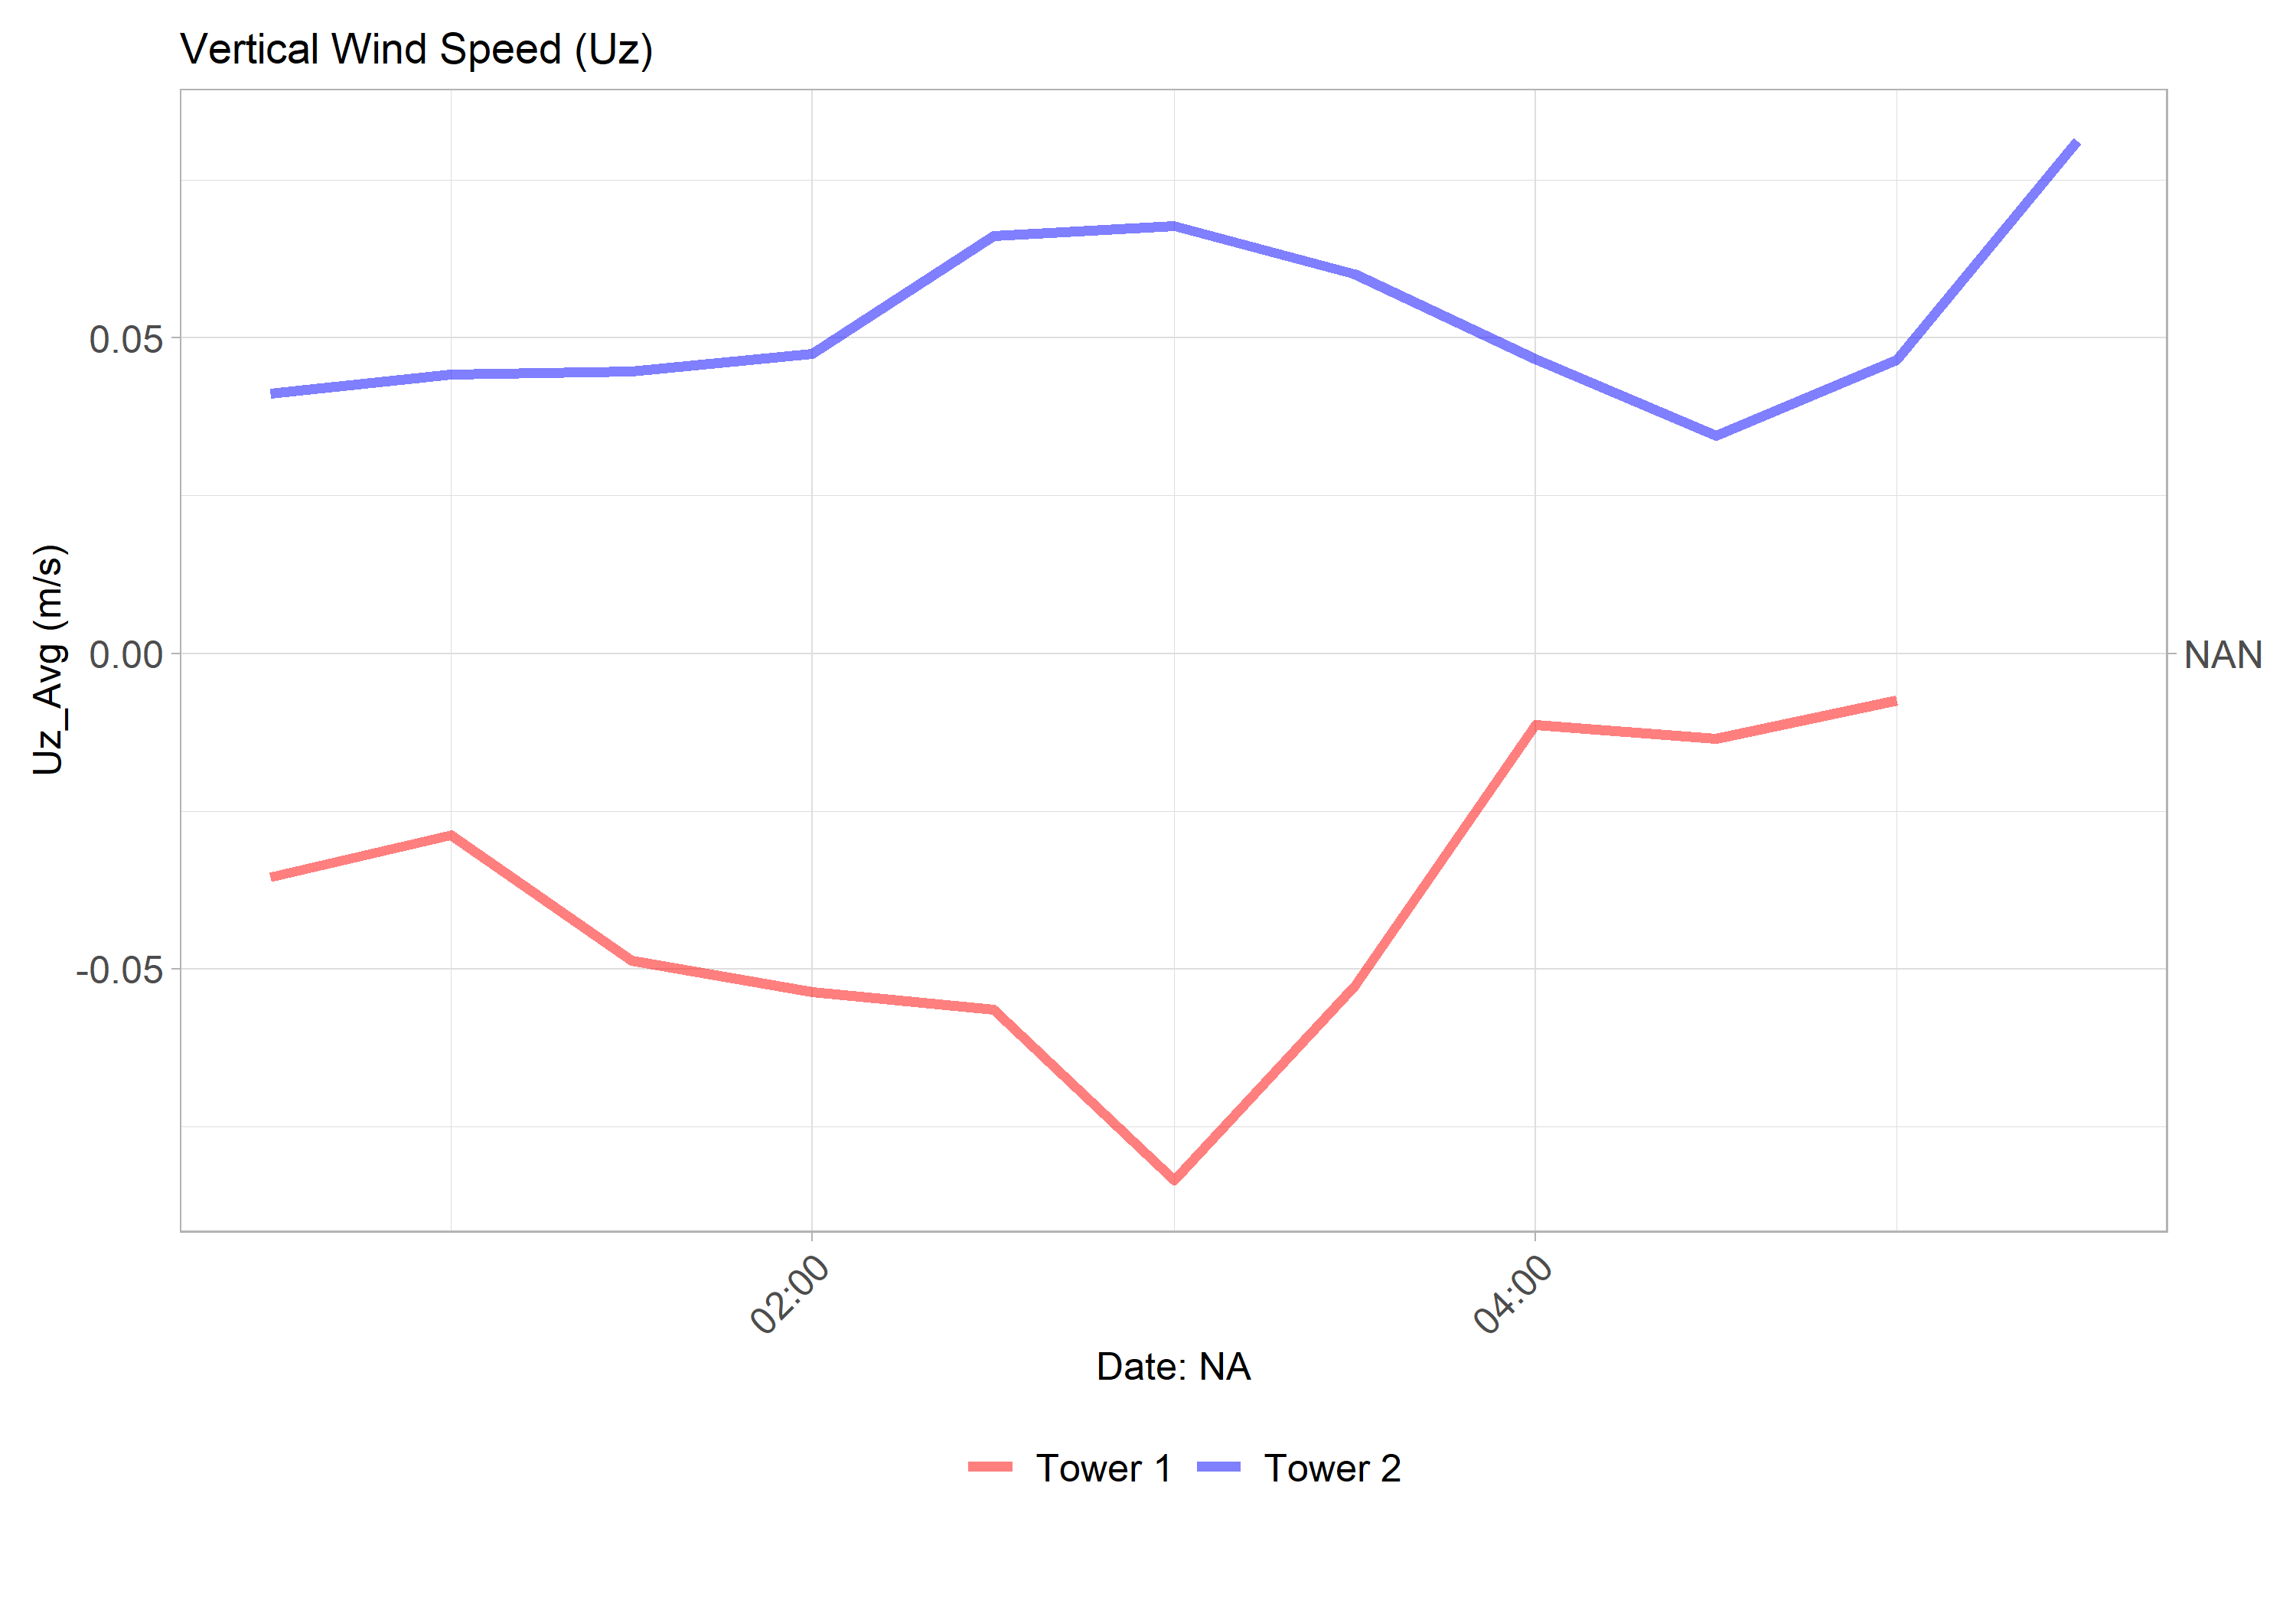 Vertical Wind Speed (Uz)
Uz_Avg (m/s)
0.05
0.00
-0.05
NAN
02:00
04:00
Date: NA
Tower 1
Tower 2